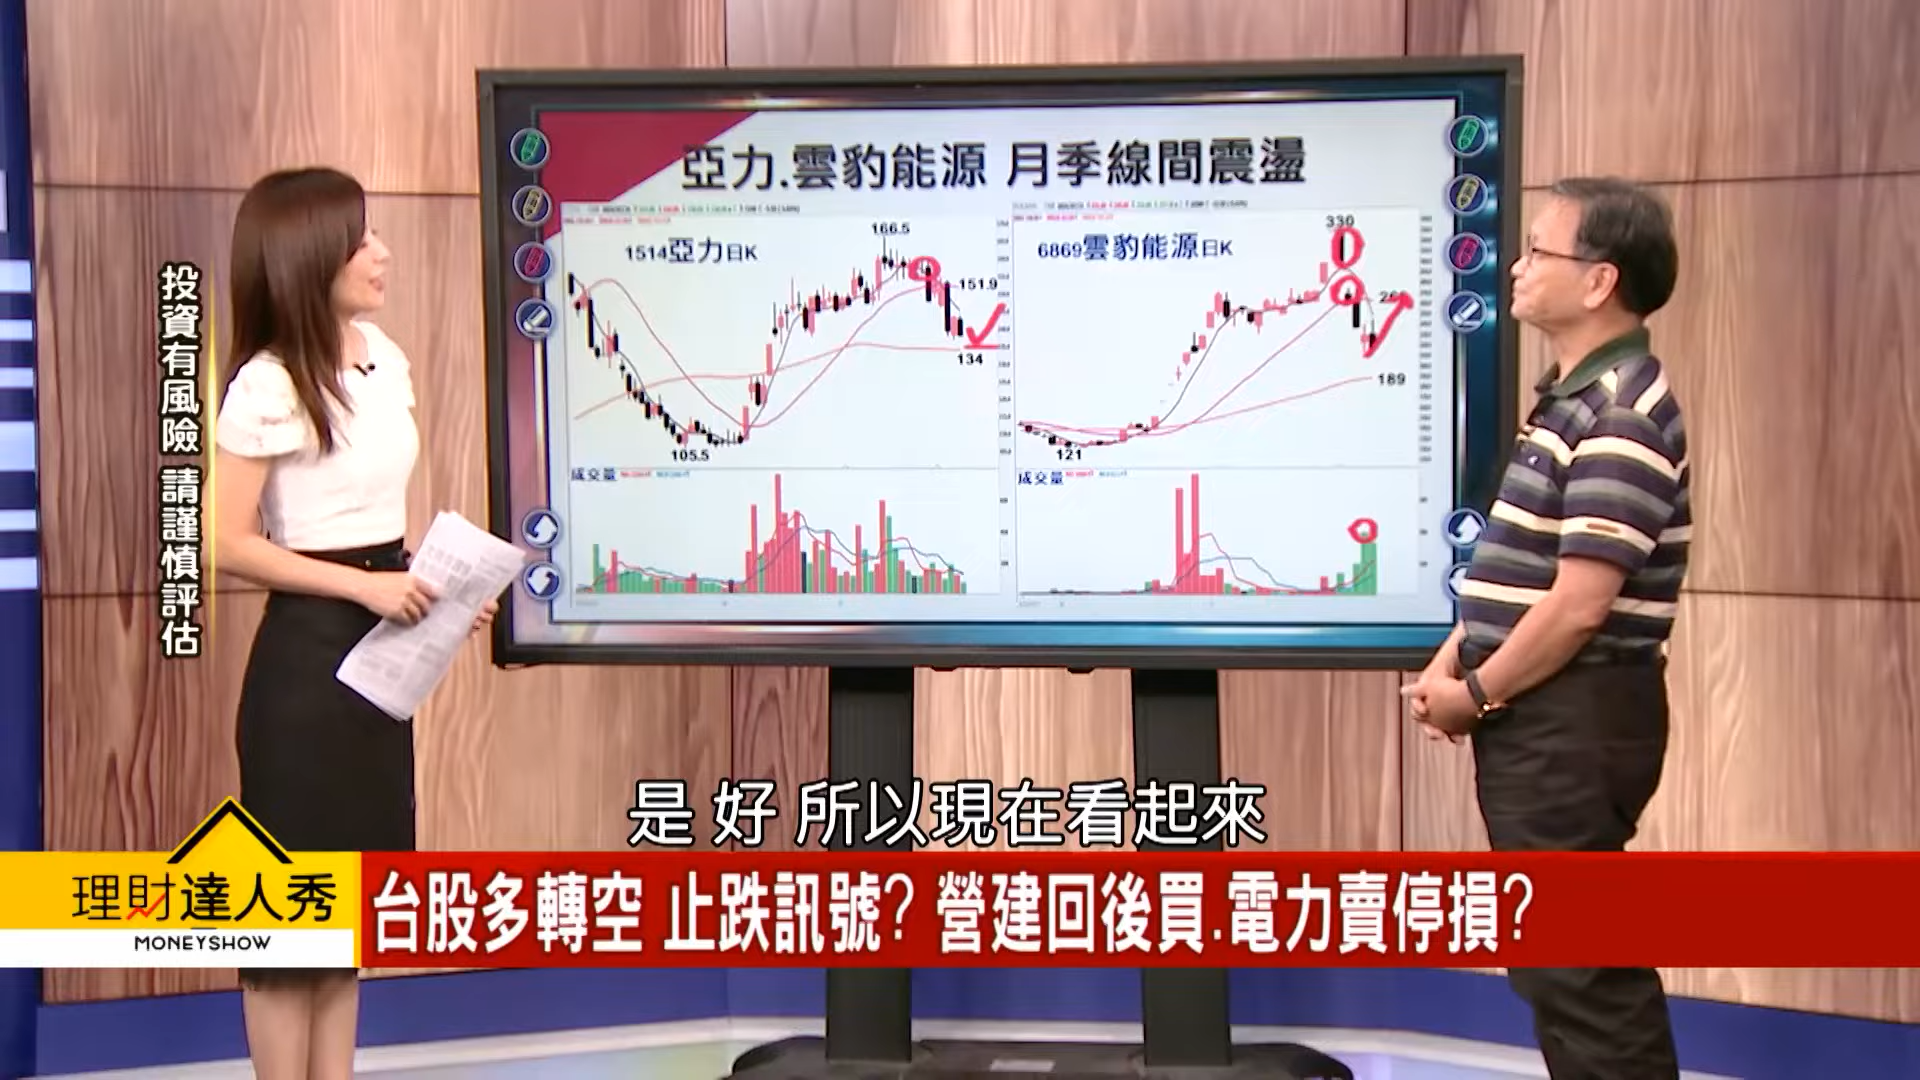 亞力.雲豹能源 月季線間震盪
1514亞力日K
166.5
151.9
134
105.5
成交量
6869雲豹能源日K
330
189
121
成交量
投資有風險 請謹慎評估
是 好 所以現在看起來
理財達人秀
MONEYSHOW
台股多轉空 止跌訊號? 營建回後買.電力賣停損?